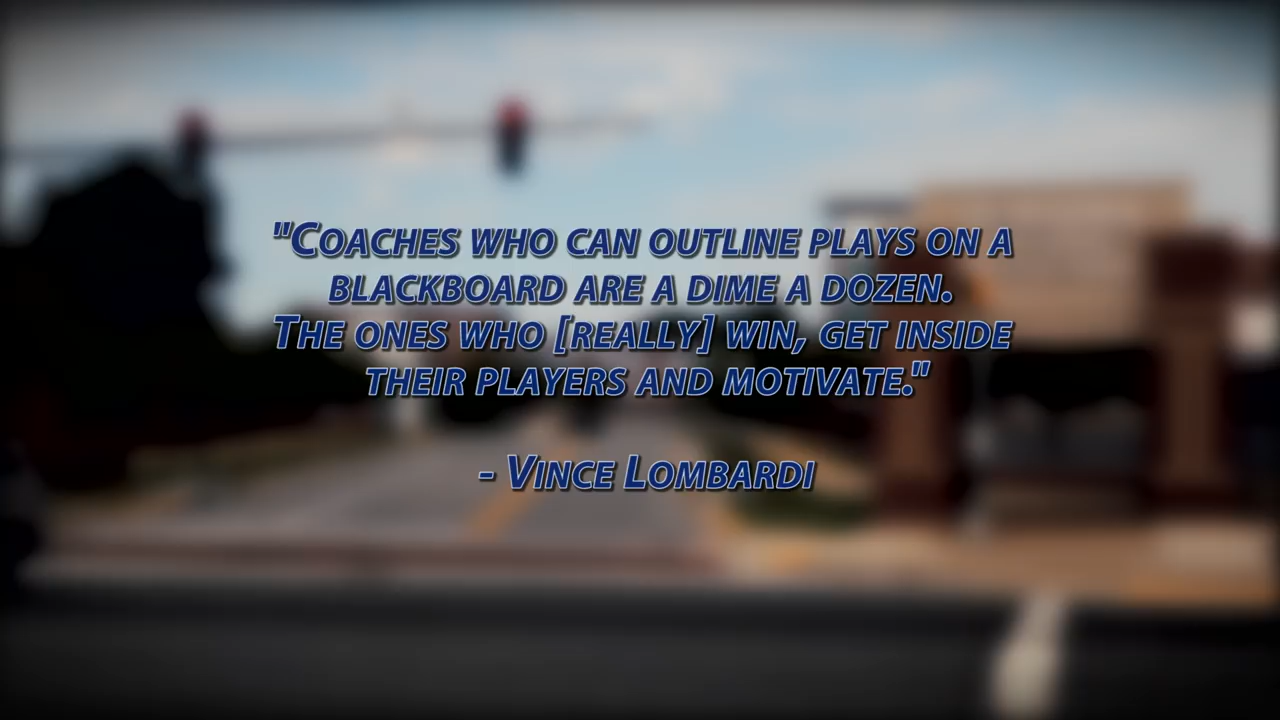 "Coaches who can outline plays on a
blackboard are a dime a dozen.
The ones who [really] win, get inside
their players and motivate."
- Vince Lombardi